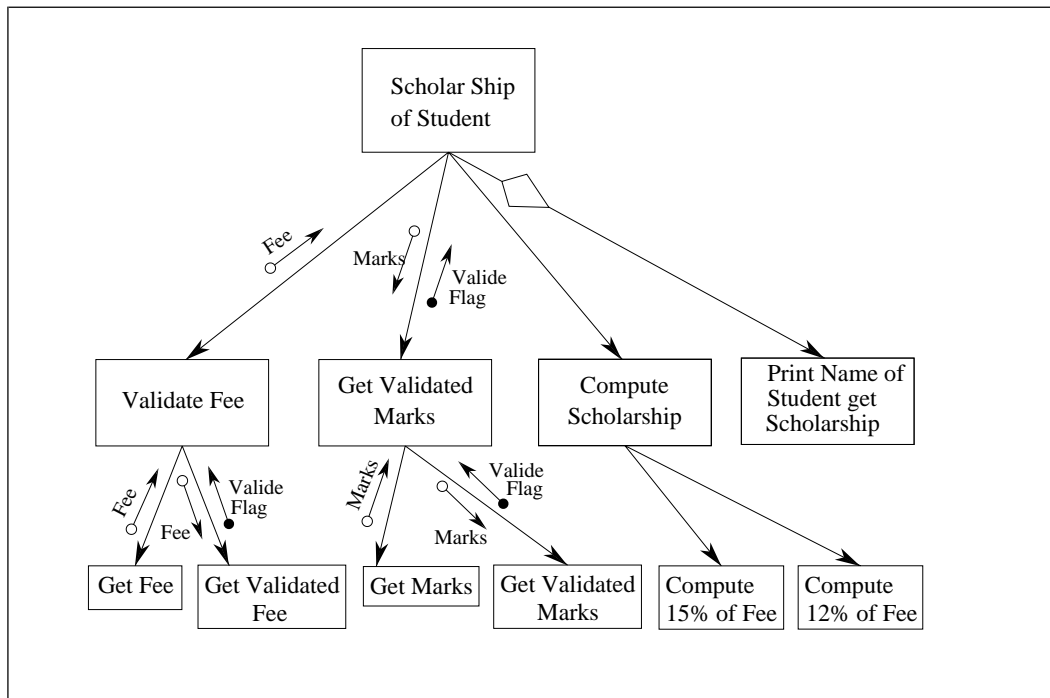 Scholar Ship
of Student
Fee
Marks
Valide
Flag
Validate Fee
Get Validated
Marks
Compute
Scholarship
Print Name of
Student get
Scholarship
Fee
Fee
Valide
Flag
Marks
Marks
Valide
Flag
Get Fee
Get Validated
Fee
Get Marks
Get Validated
Marks
Compute
15% of Fee
Compute
12% of Fee